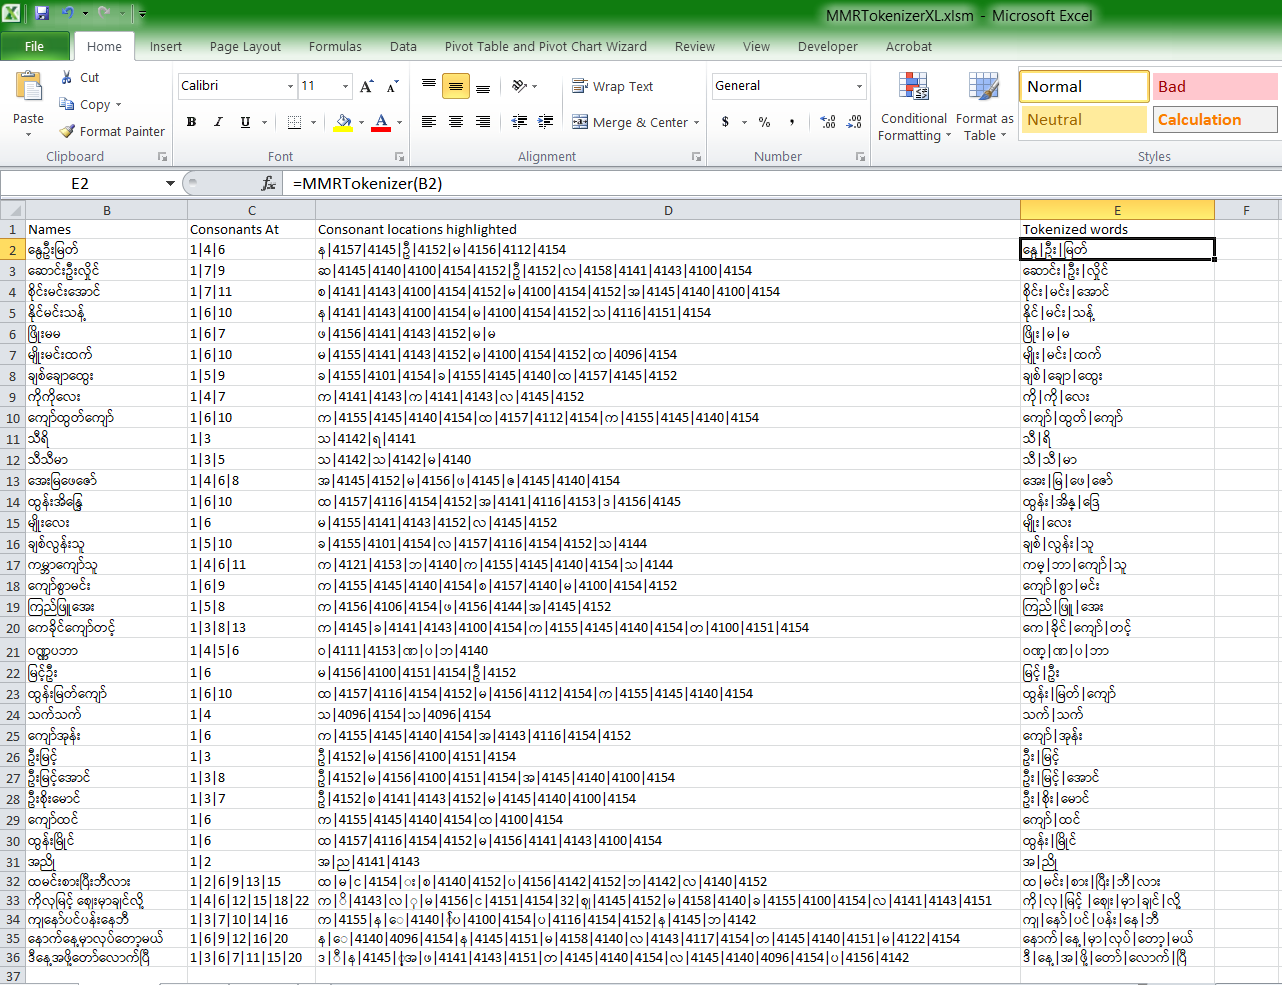 MMRTokenizerXL.xlsm - Microsoft Excel
File Home Insert Page Layout Formulas Data Pivot Table and Pivot Chart Wizard Review View Developer Acrobat
Cut
Copy
Format Painter
Paste
Calibri 11
B I U
Wrap Text
Merge & Center
General
$ % ,
Conditional Formatting
Format as Table
Normal Bad
Neutral Calculation
Clipboard Font Alignment Number Styles
E2 fx =MMRTokenizer(B2)
B C D E F
1 Names Consonants At Consonant locations highlighted Tokenized words
2 နွေဦးမြတ် 1|4|6 န|4157|4145|ဦ|4152|မ|4156|4112|4154 နွေ|ဦး|မြတ်
3 ဆောင်းဦးလှိုင် 1|7|9 ဆ|4145|4140|4100|4154|4152|ဦ|4152|လ|4158|4141|4143|4100|4154 ဆောင်း|ဦး|လှိုင်
4 စိုင်းမင်းအောင် 1|7|11 စ|4141|4143|4100|4154|4152|မ|4100|4154|4152|အ|4145|4140|4100|4154 စိုင်း|မင်း|အောင်
5 နိုင်မင်းသန့် 1|6|10 န|4141|4143|4100|4154|မ|4100|4154|4152|သ|4116|4151|4154 နိုင်|မင်း|သန့်
6 ဖြိုးမမ 1|6|7 ဖ|4156|4141|4143|4152|မ|မ ဖြိုး|မ|မ
7 မျိုးမင်းထက် 1|6|10 မ|4155|4141|4143|4152|မ|4100|4154|4152|ထ|4096|4154 မျိုး|မင်း|ထက်
8 ချစ်ချောထွေး 1|5|9 ခ|4155|4101|4154|ခ|4155|4145|4140|ထ|4157|4145|4152 ချစ်|ချော|ထွေး
9 ကိုကိုလေး 1|4|7 က|4141|4143|က|4141|4143|လ|4145|4152 ကို|ကို|လေး
10 ကျော်ထွတ်ကျော် 1|6|10 က|4155|4145|4140|4154|ထ|4157|4112|4154|က|4155|4145|4140|4154 ကျော်|ထွတ်|ကျော်
11 သီရိ 1|3 သ|4142|ရ|4141 သီ|ရိ
12 သီသီမာ 1|3|5 သ|4142|သ|4142|မ|4140 သီ|သီ|မာ
13 အေးမြဖေဇော် 1|4|6|8 အ|4145|4152|မ|4156|ဖ|4145|ဇ|4145|4140|4154 အေး|မြ|ဖေ|ဇော်
14 ထွန်းအိန္ဒြေ 1|6|10 ထ|4157|4116|4154|4152|အ|4141|4116|4153|ဒ|4156|4145 ထွန်း|အိန္|ဒြေ
15 မျိုးလေး 1|6 မ|4155|4141|4143|4152|လ|4145|4152 မျိုး|လေး
16 ချစ်လွန်းသူ 1|5|10 ခ|4155|4101|4154|လ|4157|4116|4154|4152|သ|4144 ချစ်|လွန်း|သူ
17 ကမ္ဘာကျော်သူ 1|4|6|11 က|4121|4153|ဘ|4140|က|4155|4145|4140|4154|သ|4144 ကမ္|ဘာ|ကျော်|သူ
18 ကျော်စွာမင်း 1|6|9 က|4155|4145|4140|4154|စ|4157|4140|မ|4100|4154|4152 ကျော်|စွာ|မင်း
19 ကြည်ဖြူအေး 1|5|8 က|4156|4106|4154|ဖ|4156|4144|အ|4145|4152 ကြည်|ဖြူ|အေး
20 ကေခိုင်ကျော်တင့် 1|3|8|13 က|4145|ခ|4141|4143|4100|4154|က|4155|4145|4140|4154|တ|4100|4151|4154 ကေ|ခိုင်|ကျော်|တင့်
21 ဝဏ္ဏပဘာ 1|4|5|6 ဝ|4111|4153|ဏ|ပ|ဘ|4140 ဝဏ္|ဏ|ပ|ဘာ
22 မြင့်ဦး 1|6 မ|4156|4100|4151|4154|ဦ|4152 မြင့်|ဦး
23 ထွန်းမြတ်ကျော် 1|6|10 ထ|4157|4116|4154|4152|မ|4156|4112|4154|က|4155|4145|4140|4154 ထွန်း|မြတ်|ကျော်
24 သက်သက် 1|4 သ|4096|4154|သ|4096|4154 သက်|သက်
25 ကျော်အုန်း 1|6 က|4155|4145|4140|4154|အ|4143|4116|4154|4152 ကျော်|အုန်း
26 ဦးမြင့် 1|3 ဦ|4152|မ|4156|4100|4151|4154 ဦး|မြင့်
27 ဦးမြင့်အောင် 1|3|8 ဦ|4152|မ|4156|4100|4151|4154|အ|4145|4140|4100|4154 ဦး|မြင့်|အောင်
28 ဦးစိုးမောင် 1|3|7 ဦ|4152|စ|4141|4143|4152|မ|4145|4140|4100|4154 ဦး|စိုး|မောင်
29 ကျော်ထင် 1|6 က|4155|4145|4140|4154|ထ|4100|4154 ကျော်|ထင်
30 ထွန်းမြိုင် 1|6 ထ|4157|4116|4154|4152|မ|4156|4141|4143|4100|4154 ထွန်း|မြိုင်
31 အညို 1|2 အ|ည|4141|4143 အ|ညို
32 ထမင်းစားပြီးဘီလား 1|2|6|9|13|15 ထ|မ|င|4154|း|စ|4140|4152|ပ|4156|4142|4152|ဘ|4142|လ|4140|4152 ထ|မင်း|စား|ပြီး|ဘီ|လား
33 ကိုလှမြင့် ဈေးမှာချင်လို့ 1|4|6|12|15|18|22 က|ိ|4143|လ|ှ|မ|4156|င|4151|4154|32|ဈ|4145|4152|မ|4158|4140|ခ|4155|4100|4154|လ|4141|4143|4151 ကို|လှ|မြင့် |ဈေး|မှာ|ချင်|လို့
34 ကျနော်ပင်ပန်းနေဘီ 1|3|7|10|14|16 က|4155|န|ေ|4140|်|ပ|4100|4154|ပ|4116|4154|4152|န|4145|ဘ|4142 ကျ|နော်|ပင်|ပန်း|နေ|ဘီ
35 နောက်နေ့မှာလုပ်တော့မယ် 1|6|9|12|16|20 န|ေ|4140|4096|4154|န|4145|4151|မ|4158|4140|လ|4143|4117|4154|တ|4145|4140|4151|မ|4122|4154 နောက်|နေ့|မှာ|လုပ်|တော့|မယ်
36 ဒီနေ့အဖို့တော်လောက်ပြီ 1|3|6|7|11|15|20 ဒ|ီ|န|4145|့|အ|ဖ|4141|4143|4151|တ|4145|4140|4154|လ|4145|4140|4096|4154|ပ|4156|4142 ဒီ|နေ့|အ|ဖို့|တော်|လောက်|ပြီ
37